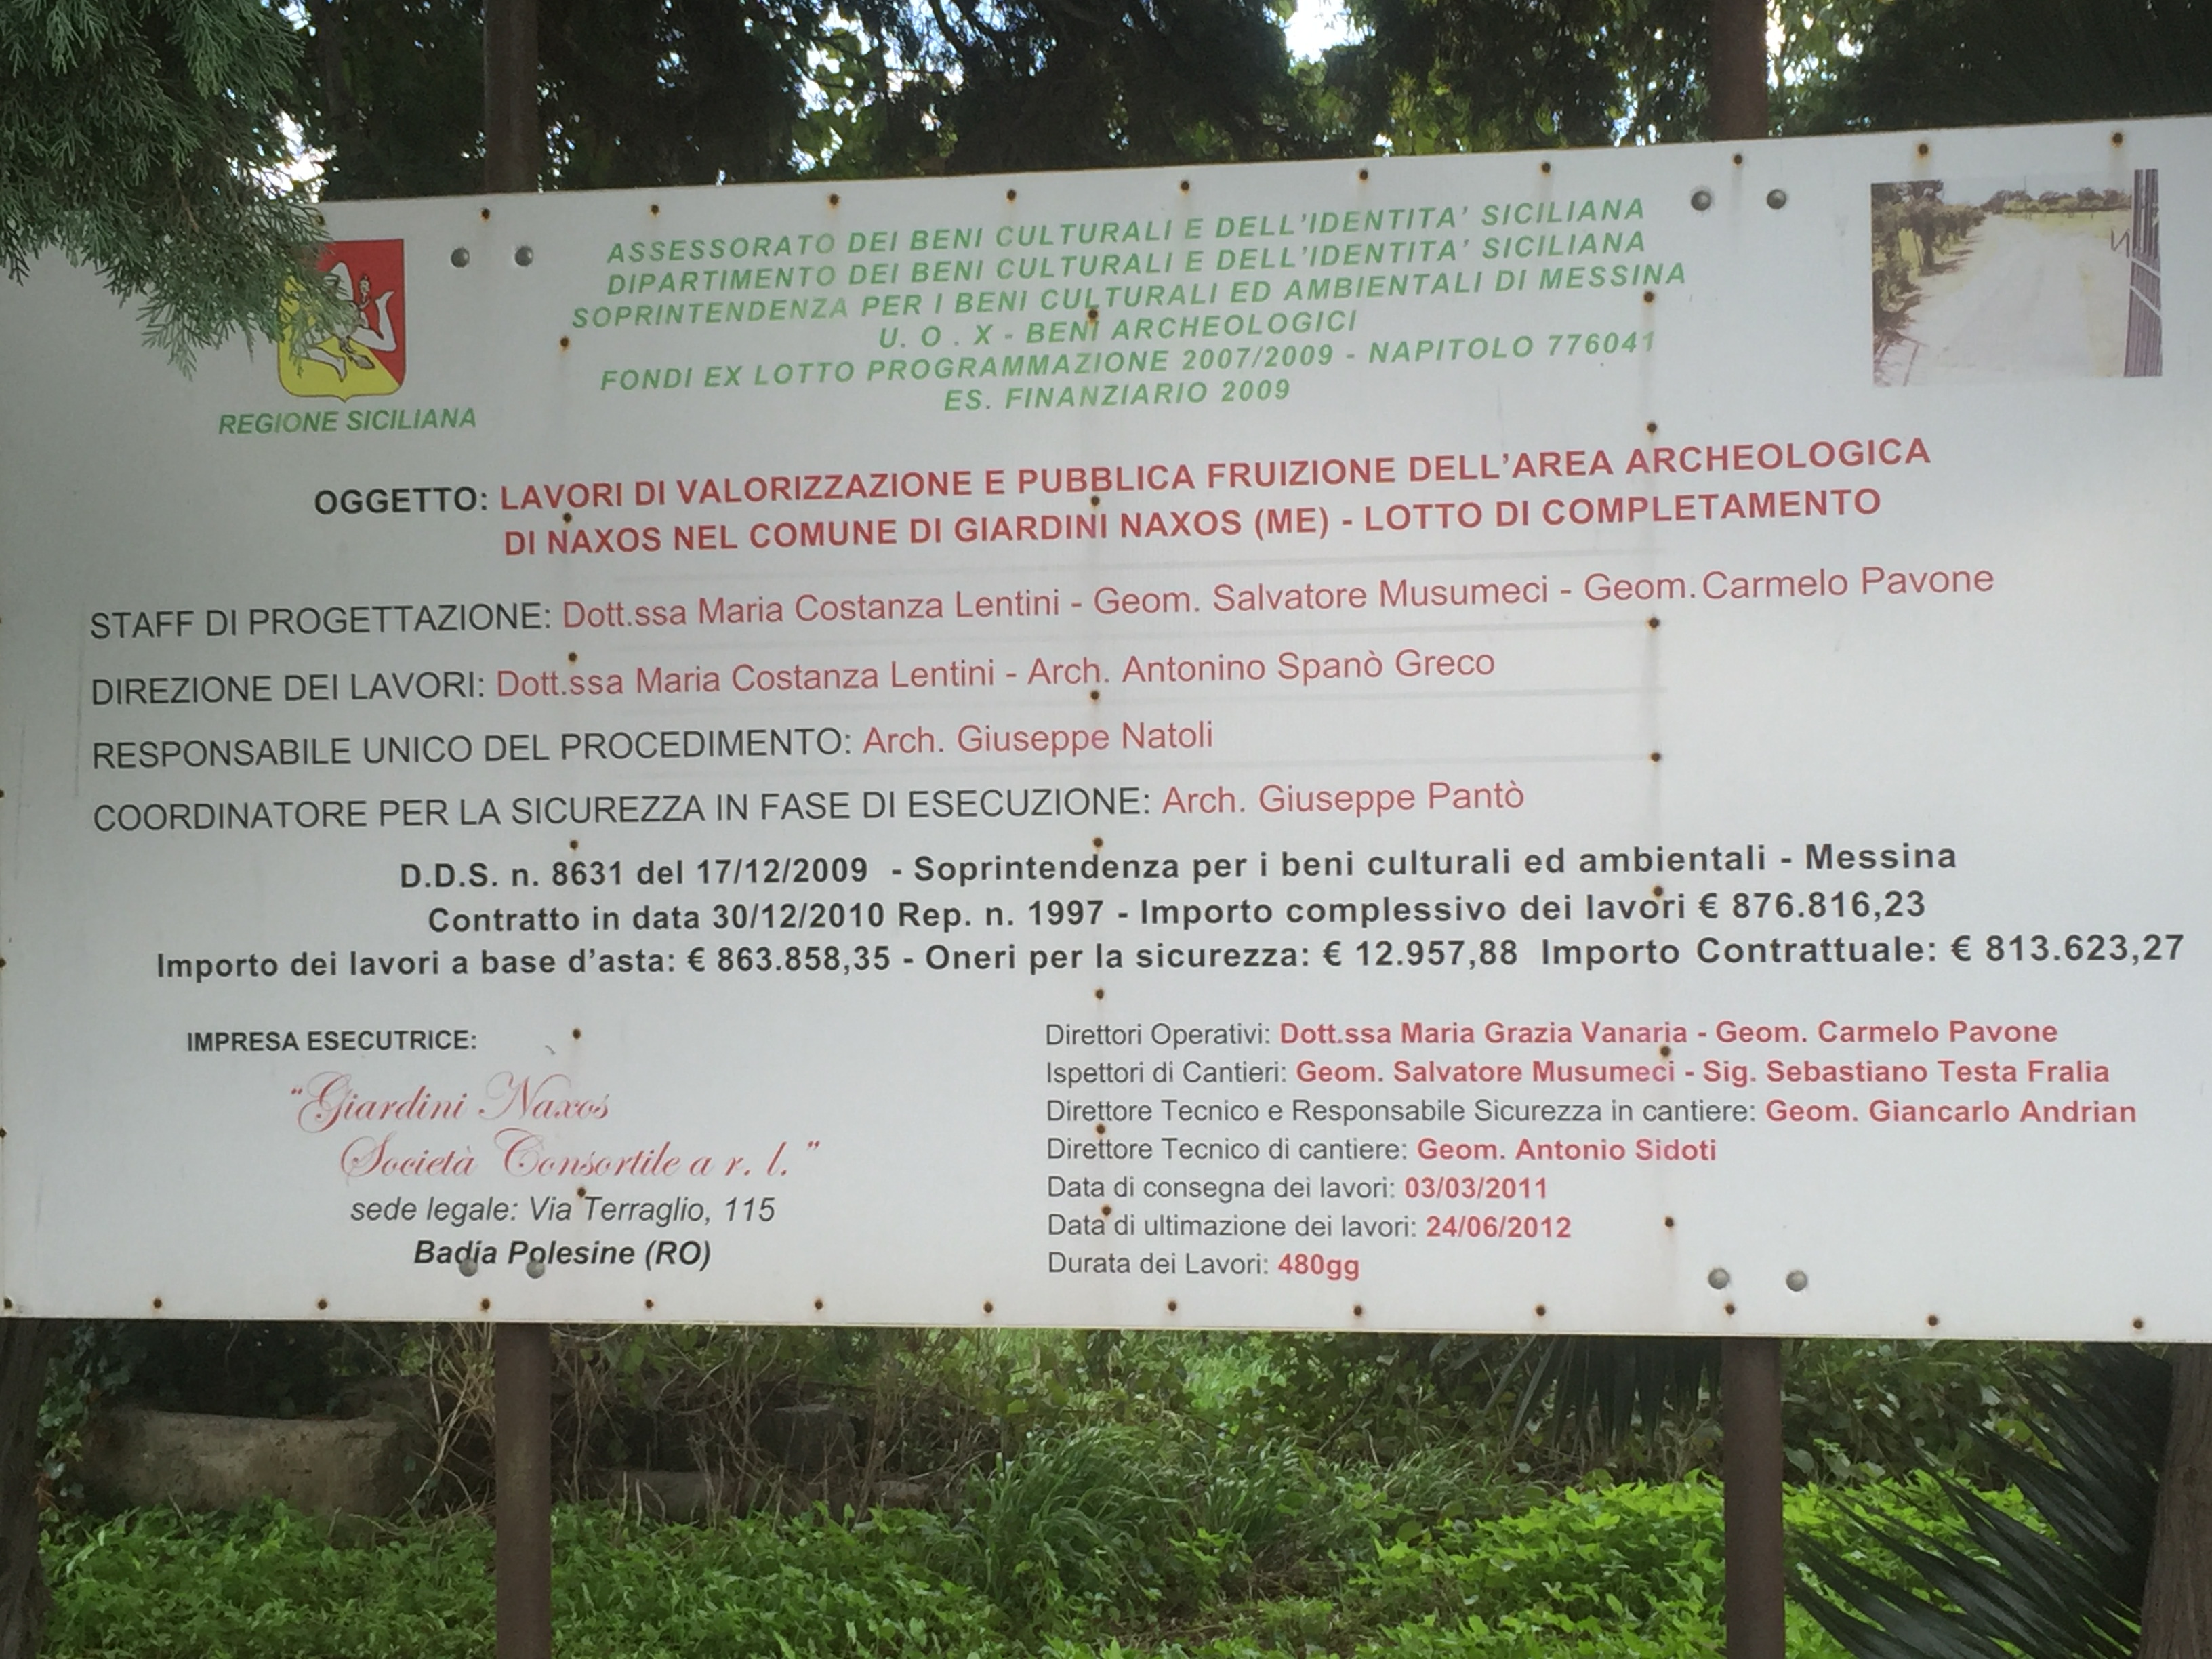 ASSESSORATO DEI BENI CULTURALI E DELL'IDENTITA' SICILIANA
DIPARTIMENTO DEI BENI CULTURALI E DELL'IDENTITA' SICILIANA
SOPRINTENDENZA PER I BENI CULTURALI ED AMBIENTALI DI MESSINA
U. O . X - BENI ARCHEOLOGICI
FONDI EX LOTTO PROGRAMMAZIONE 2007/2009 - NAPITOLO 776041
ES. FINANZIARIO 2009
REGIONE SICILIANA
OGGETTO: LAVORI DI VALORIZZAZIONE E PUBBLICA FRUIZIONE DELL'AREA ARCHEOLOGICA
DI NAXOS NEL COMUNE DI GIARDINI NAXOS (ME) - LOTTO DI COMPLETAMENTO
STAFF DI PROGETTAZIONE: Dott.ssa Maria Costanza Lentini - Geom. Salvatore Musumeci - Geom. Carmelo Pavone
DIREZIONE DEI LAVORI: Dott.ssa Maria Costanza Lentini - Arch. Antonino Spanò Greco
RESPONSABILE UNICO DEL PROCEDIMENTO: Arch. Giuseppe Natoli
COORDINATORE PER LA SICUREZZA IN FASE DI ESECUZIONE: Arch. Giuseppe Pantò
D.D.S. n. 8631 del 17/12/2009 - Soprintendenza per i beni culturali ed ambientali - Messina
Contratto in data 30/12/2010 Rep. n. 1997 - Importo complessivo dei lavori € 876.816,23
Importo dei lavori a base d'asta: € 863.858,35 - Oneri per la sicurezza: € 12.957,88 Importo Contrattuale: € 813.623,27
IMPRESA ESECUTRICE:
"Giardini Naxos
Società Consortile a r. l."
sede legale: Via Terraglio, 115
Badia Polesine (RO)
Direttori Operativi: Dott.ssa Maria Grazia Vanaria - Geom. Carmelo Pavone
Ispettori di Cantieri: Geom. Salvatore Musumeci - Sig. Sebastiano Testa Fralia
Direttore Tecnico e Responsabile Sicurezza in cantiere: Geom. Giancarlo Andrian
Direttore Tecnico di cantiere: Geom. Antonio Sidoti
Data di consegna dei lavori: 03/03/2011
Data di ultimazione dei lavori: 24/06/2012
Durata dei Lavori: 480gg